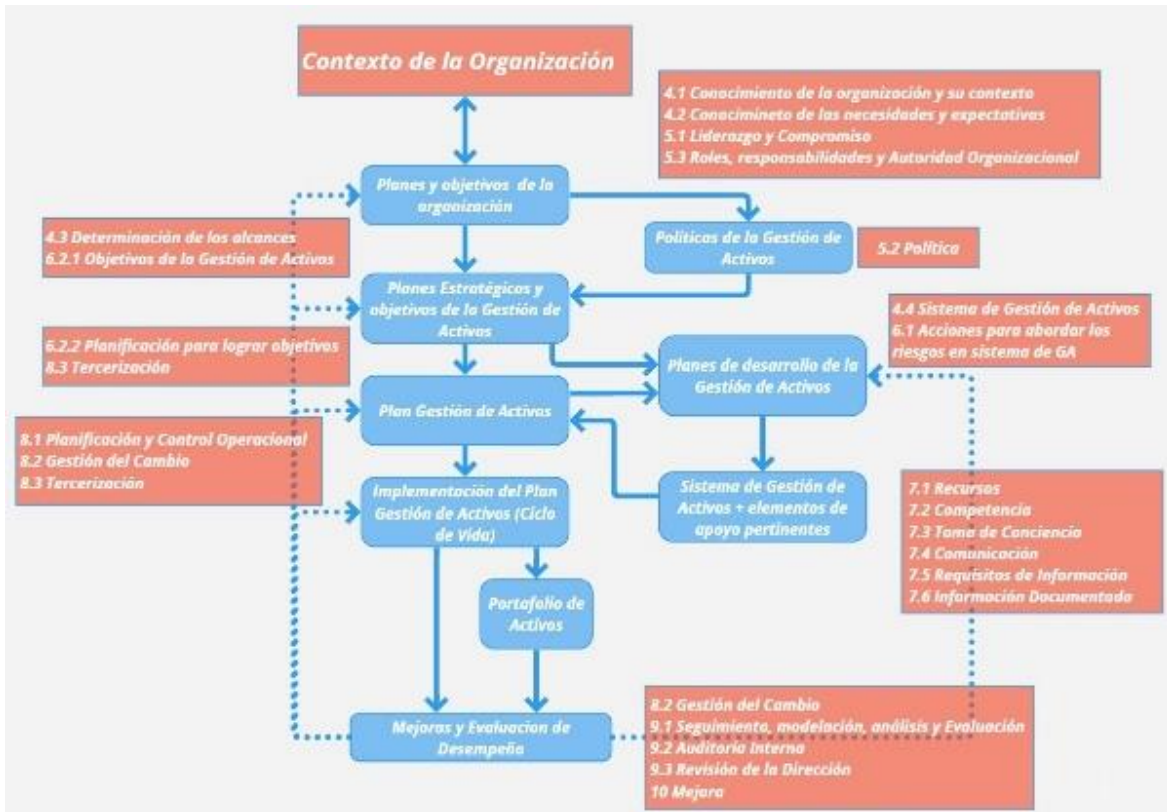 Contexto de la Organización
4.1 Conocimiento de la organización y su contexto
4.2 Conocimineto de las necesidades y expectativas
5.1 Liderazgo y Compromiso
5.3 Roles, responsabilidades y Autoridad Organizacional
Planes y objetivos de la
organización
4.3 Determinación de los alcances
6.2.1 Objetivos de la Gestión de Activos
Políticas de la Gestión de
Activos
5.2 Política
Planes Estratégicos y
objetivos de la Gestión de
Activos
4.4 Sistema de Gestión de Activos
6.1 Acciones para abordar los
riesgos en sistema de GA
6.2.2 Planificación para lograr objetivos
8.3 Tercerización
Planes de desarrollo de la
Gestión de Activos
Plan Gestión de Activos
8.1 Planificación y Control Operacional
8.2 Gestión del Cambio
8.3 Tercerización
Implementación del Plan
Gestión de Activos (Ciclo
de Vida)
Sistema de Gestión de
Activos + elementos de
apoyo pertinentes
7.1 Recursos
7.2 Competencia
7.3 Toma de Conciencia
7.4 Comunicación
7.5 Requisitos de Información
7.6 Información Documentada
Portafolio de
Activos
Mejoras y Evaluacion de
Desempeño
8.2 Gestión del Cambio
9.1 Seguimiento, modelación, análisis y Evaluación
9.2 Auditoria Interna
9.3 Revisión de la Dirección
10 Mejora